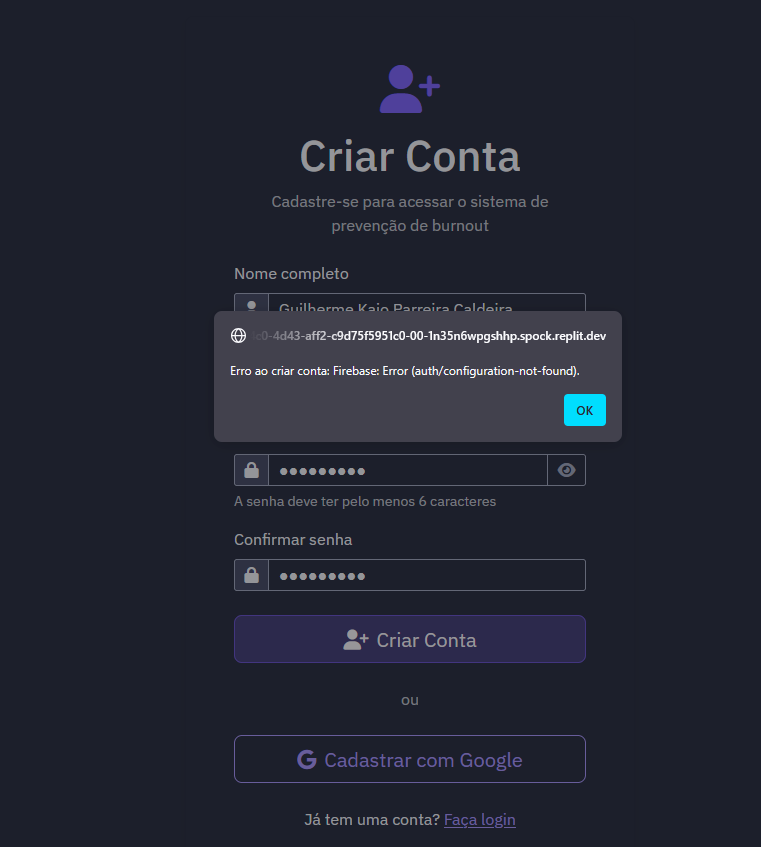 Criar Conta
Cadastre-se para acessar o sistema de
prevenção de burnout
Nome completo
Guilherme Kaio Parreira Caldeira
c0-4d43-aff2-c9d75f5951c0-00-1n35n6wpgshhp.spock.replit.dev
Erro ao criar conta: Firebase: Error (auth/configuration-not-found).
OK
A senha deve ter pelo menos 6 caracteres
Confirmar senha
Criar Conta
ou
Cadastrar com Google
Já tem uma conta? Faça login